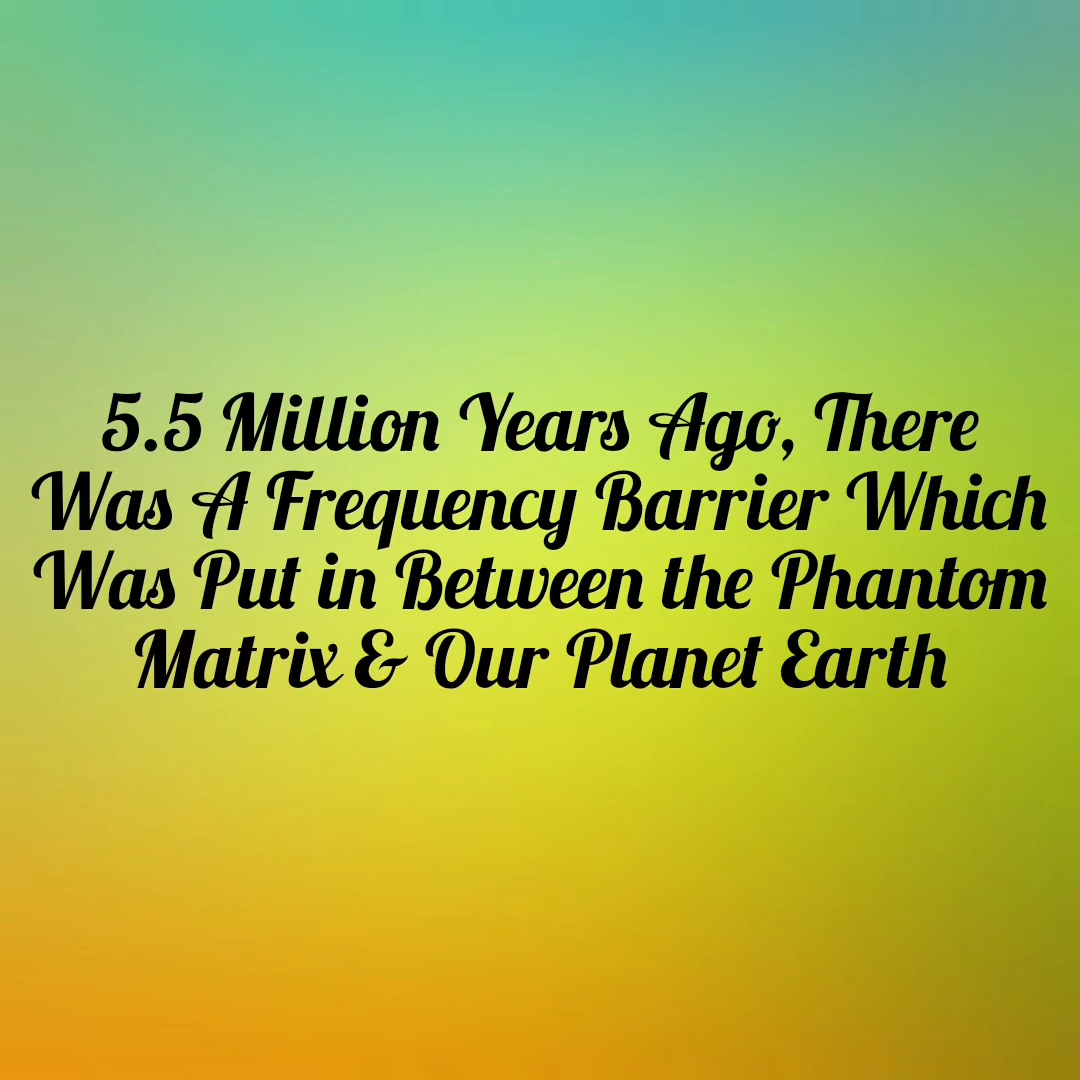 5.5 Million Years Ago, There
Was A Frequency Barrier Which
Was Put in Between the Phantom
Matrix & Our Planet Earth